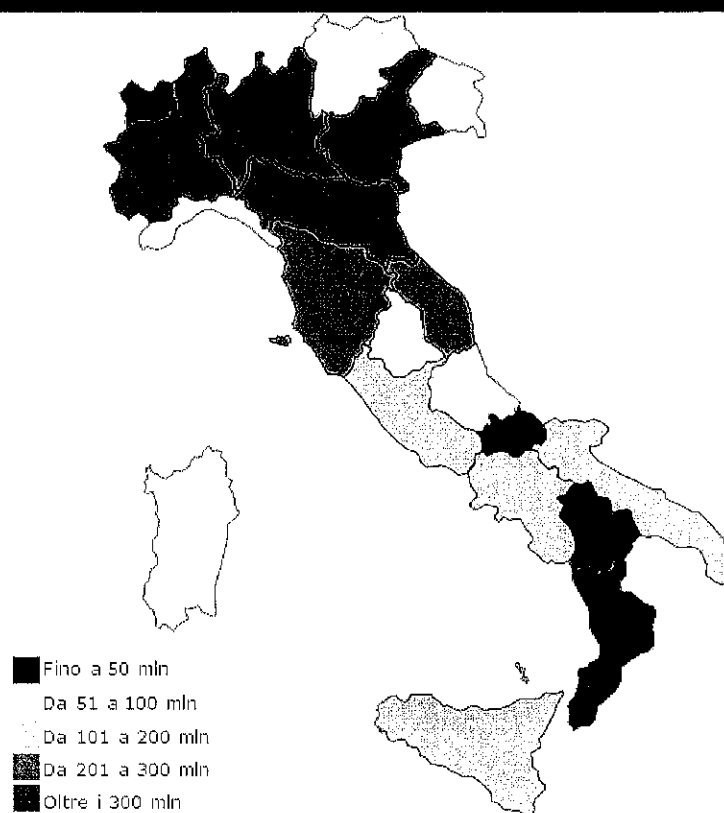 Fino a 50 mln
Da 51 a 100 mln
Da 101 a 200 mln
Da 201 a 300 mln
Oltre i 300 mln